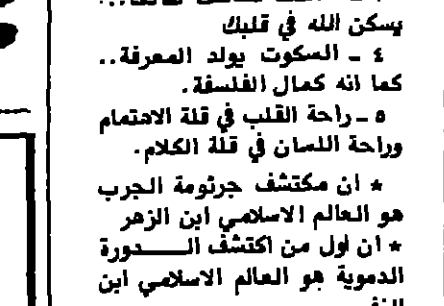 يسكن الله في قلبك
٤ ـ السكوت يولد المعرفة..
كما انه كمال الفلسفة.
٥ ـ راحة القلب في قلة الاهتمام
وراحة اللسان في قلة الكلام.
* ان مكتشف جرثومة الجرب
هو العالم الاسلامي ابن الزهر
* ان اول من اكتشف الـــدورة
الدموية هو العالم الاسلامي ابن